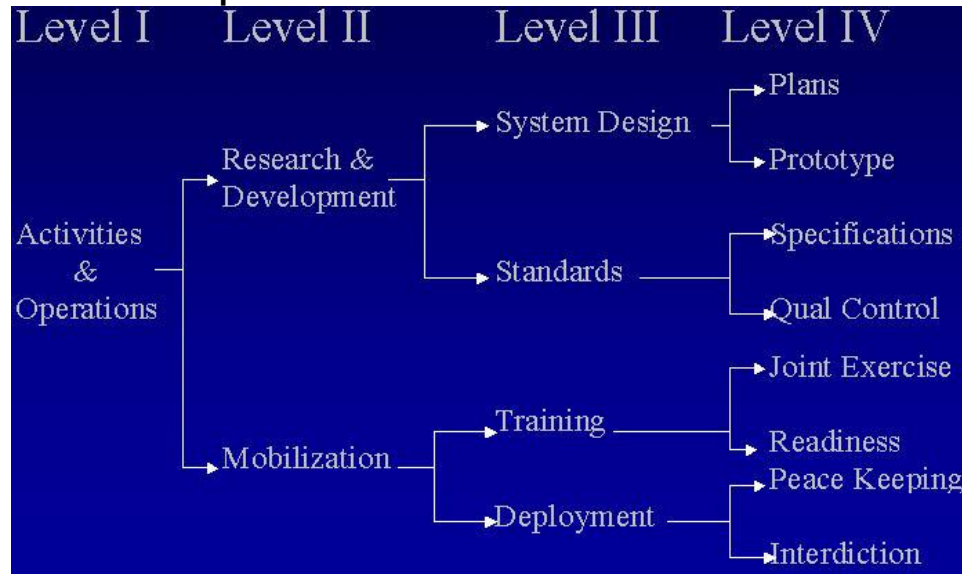 Level I Level II Level III Level IV
Plans
System Design
Prototype
Research &
Development
Activities
&
Operations
Specifications
Standards
Qual Control
Joint Exercise
Training
Readiness
Mobilization
Peace Keeping
Deployment
Interdiction